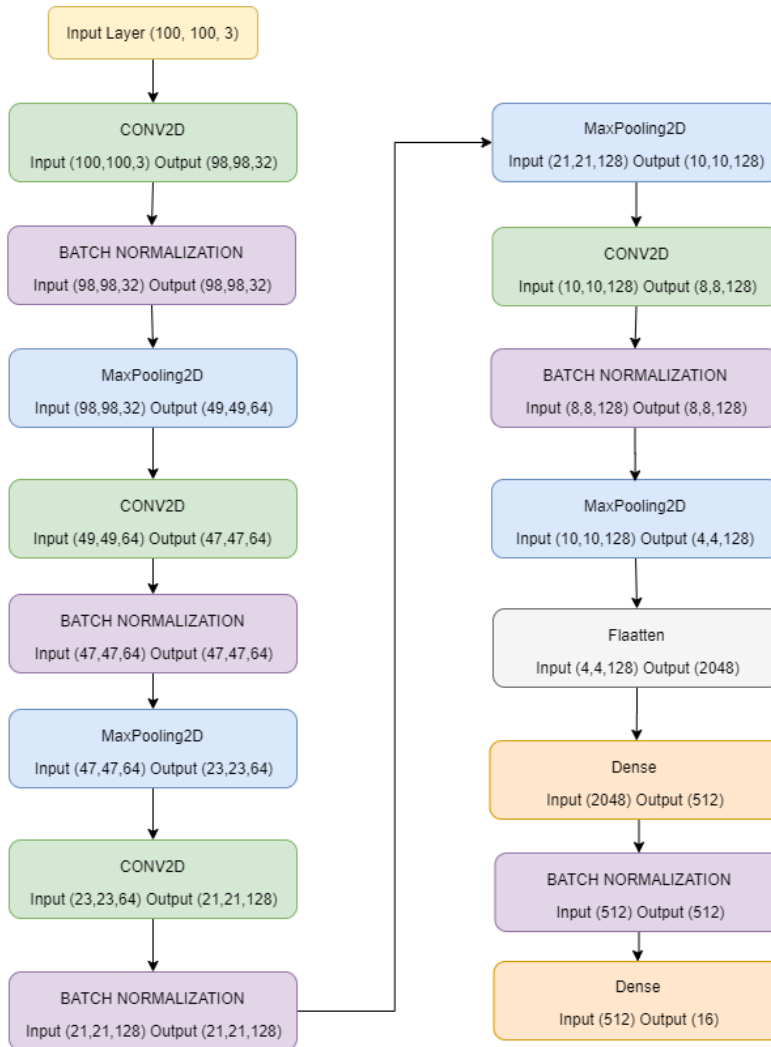 Input Layer (100, 100, 3)
CONV2D
Input (100,100,3) Output (98,98,32)
BATCH NORMALIZATION
Input (98,98,32) Output (98,98,32)
MaxPooling2D
Input (98,98,32) Output (49,49,64)
CONV2D
Input (49,49,64) Output (47,47,64)
BATCH NORMALIZATION
Input (47,47,64) Output (47,47,64)
MaxPooling2D
Input (47,47,64) Output (23,23,64)
CONV2D
Input (23,23,64) Output (21,21,128)
BATCH NORMALIZATION
Input (21,21,128) Output (21,21,128)
MaxPooling2D
Input (21,21,128) Output (10,10,128)
CONV2D
Input (10,10,128) Output (8,8,128)
BATCH NORMALIZATION
Input (8,8,128) Output (8,8,128)
MaxPooling2D
Input (10,10,128) Output (4,4,128)
Flaatten
Input (4,4,128) Output (2048)
Dense
Input (2048) Output (512)
BATCH NORMALIZATION
Input (512) Output (512)
Dense
Input (512) Output (16)